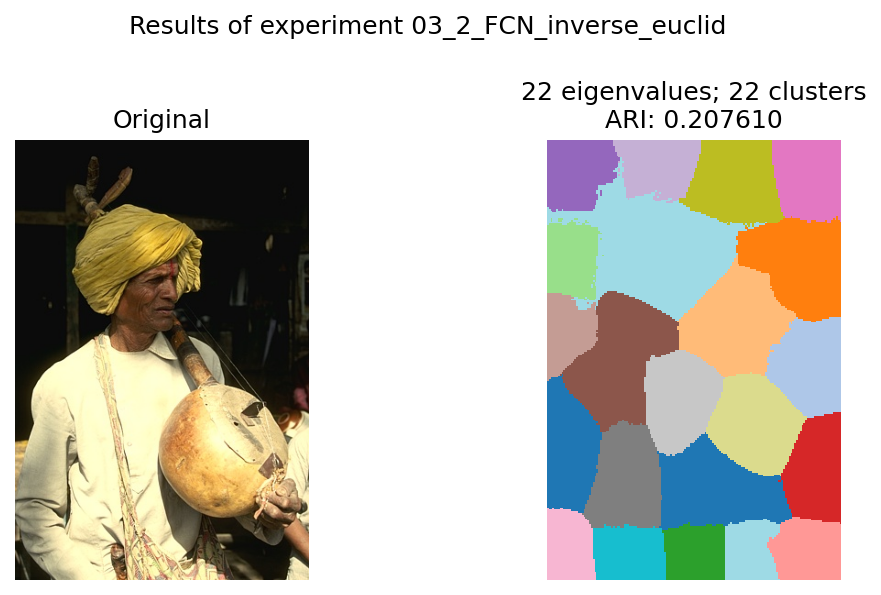 Results of experiment 03_2_FCN_inverse_euclid
Original
22 eigenvalues; 22 clusters
ARI: 0.207610